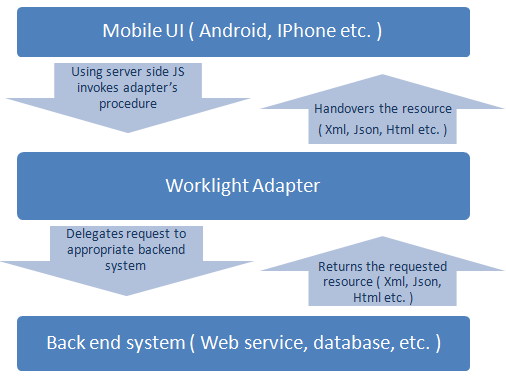 Mobile UI ( Android, IPhone etc. )
Using server side JS
invokes adapter's
procedure
Handovers the resource
( Xml, Json, Html etc. )
Worklight Adapter
Delegates request to
appropriate backend
system
Returns the requested
resource ( Xml, Json,
Html etc. )
Back end system ( Web service, database, etc. )